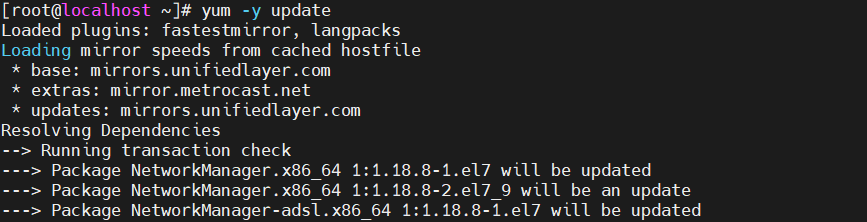 [root@localhost ~]# yum -y update
Loaded plugins: fastestmirror, langpacks
Loading mirror speeds from cached hostfile
 * base: mirrors.unifiedlayer.com
 * extras: mirror.metrocast.net
 * updates: mirrors.unifiedlayer.com
Resolving Dependencies
--> Running transaction check
---> Package NetworkManager.x86_64 1:1.18.8-1.el7 will be updated
---> Package NetworkManager.x86_64 1:1.18.8-2.el7_9 will be an update
---> Package NetworkManager-adsl.x86_64 1:1.18.8-1.el7 will be updated